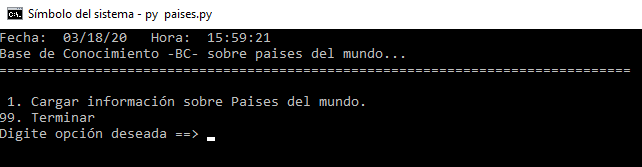 Símbolo del sistema - py  paises.py
Fecha:  03/18/20   Hora:  15:59:21
Base de Conocimiento -BC- sobre paises del mundo...
===============================================================================
 1. Cargar información sobre Paises del mundo.
99. Terminar
Digite opción deseada ==> _